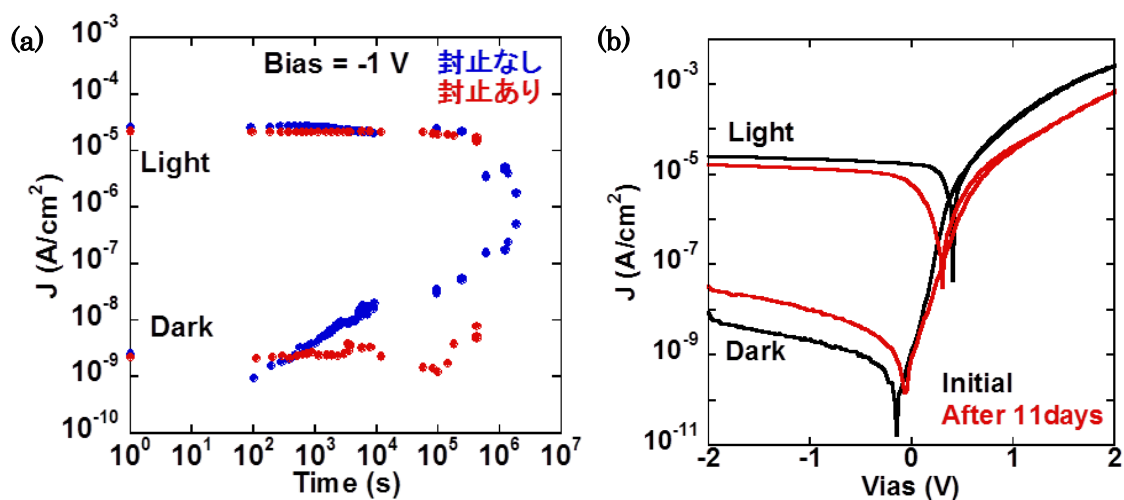 (a)
Bias = -1 V
封止なし
封止あり
Light
Dark
J (A/cm²)
10⁻³
10⁻⁴
10⁻⁵
10⁻⁶
10⁻⁷
10⁻⁸
10⁻⁹
10⁻¹⁰
10⁰ 10¹ 10² 10³ 10⁴ 10⁵ 10⁶ 10⁷
Time (s)
(b)
Light
Dark
Initial
After 11days
J (A/cm²)
10⁻³
10⁻⁵
10⁻⁷
10⁻⁹
10⁻¹¹
-2 -1 0 1 2
Vias (V)